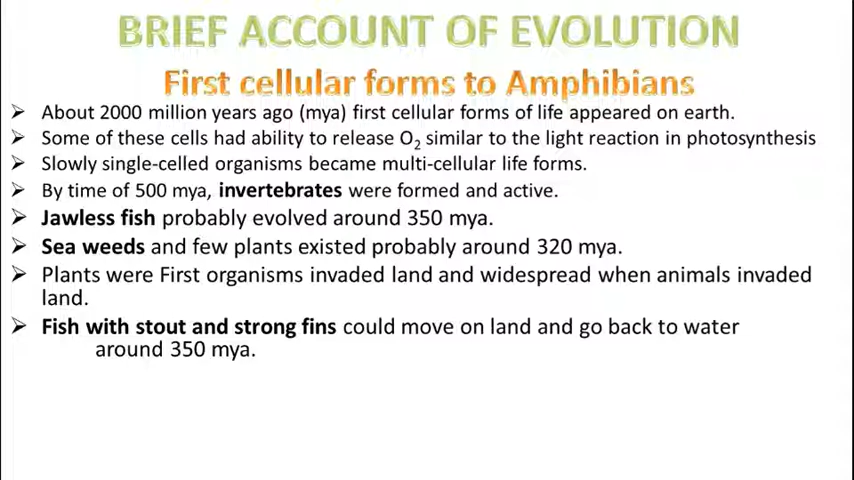 BRIEF ACCOUNT OF EVOLUTION
First cellular forms to Amphibians
➤ About 2000 million years ago (mya) first cellular forms of life appeared on earth.
➤ Some of these cells had ability to release O₂ similar to the light reaction in photosynthesis
➤ Slowly single-celled organisms became multi-cellular life forms.
➤ By time of 500 mya, invertebrates were formed and active.
➤ Jawless fish probably evolved around 350 mya.
➤ Sea weeds and few plants existed probably around 320 mya.
➤ Plants were First organisms invaded land and widespread when animals invaded
land.
➤ Fish with stout and strong fins could move on land and go back to water
around 350 mya.